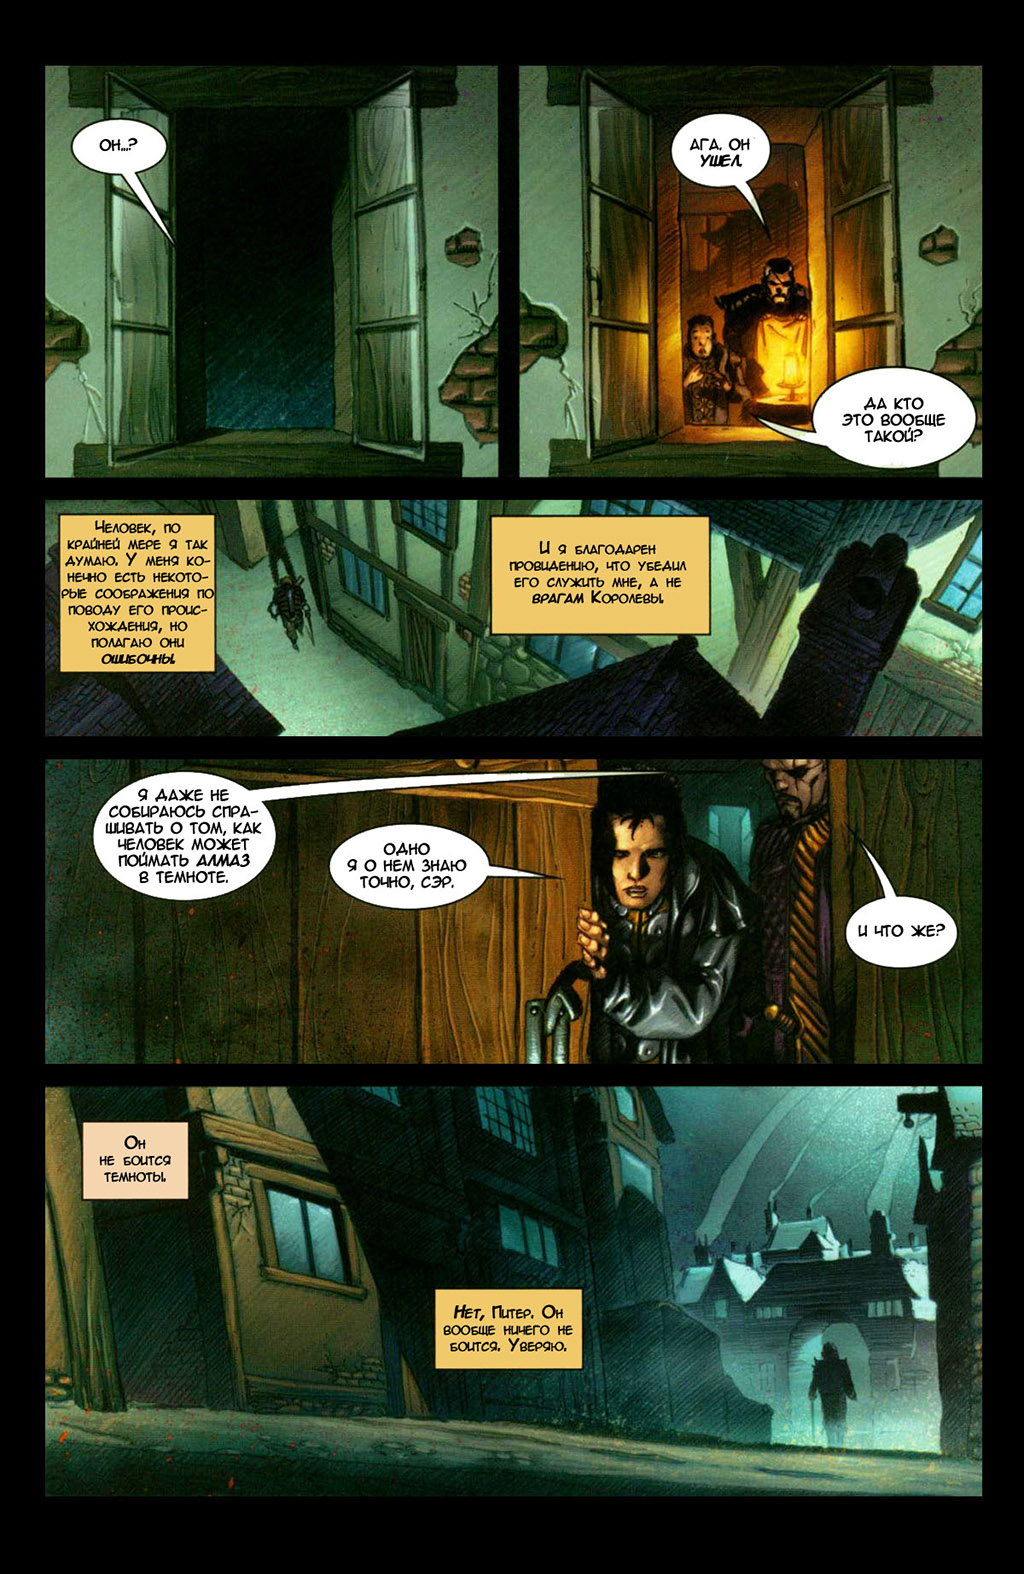 ОН...?
АГА. ОН
УШЕЛ.
ДА КТО
ЭТО ВООБЩЕ
ТАКОЙ?
Человек, по
крайней мере я так
думаю. У меня ко-
нечно есть некото-
рые соображения по
поводу его проис-
хождения, но
полагаю они
ошибочны.
И я благодарен
провидению, что убедил
его служить мне, а не
врагам Королевы.
Я ДАЖЕ НЕ
СОБИРАЮСЬ СПРА-
ШИВАТЬ О ТОМ, КАК
ЧЕЛОВЕК МОЖЕТ
ПОЙМАТЬ АЛМАЗ
В ТЕМНОТЕ.
ОДНО
Я О НЕМ ЗНАЮ
ТОЧНО, СЭР.
И ЧТО ЖЕ?
Он
не боится
темноты.
Нет, Питер. Он
вообще ничего не
боится. Уверяю.